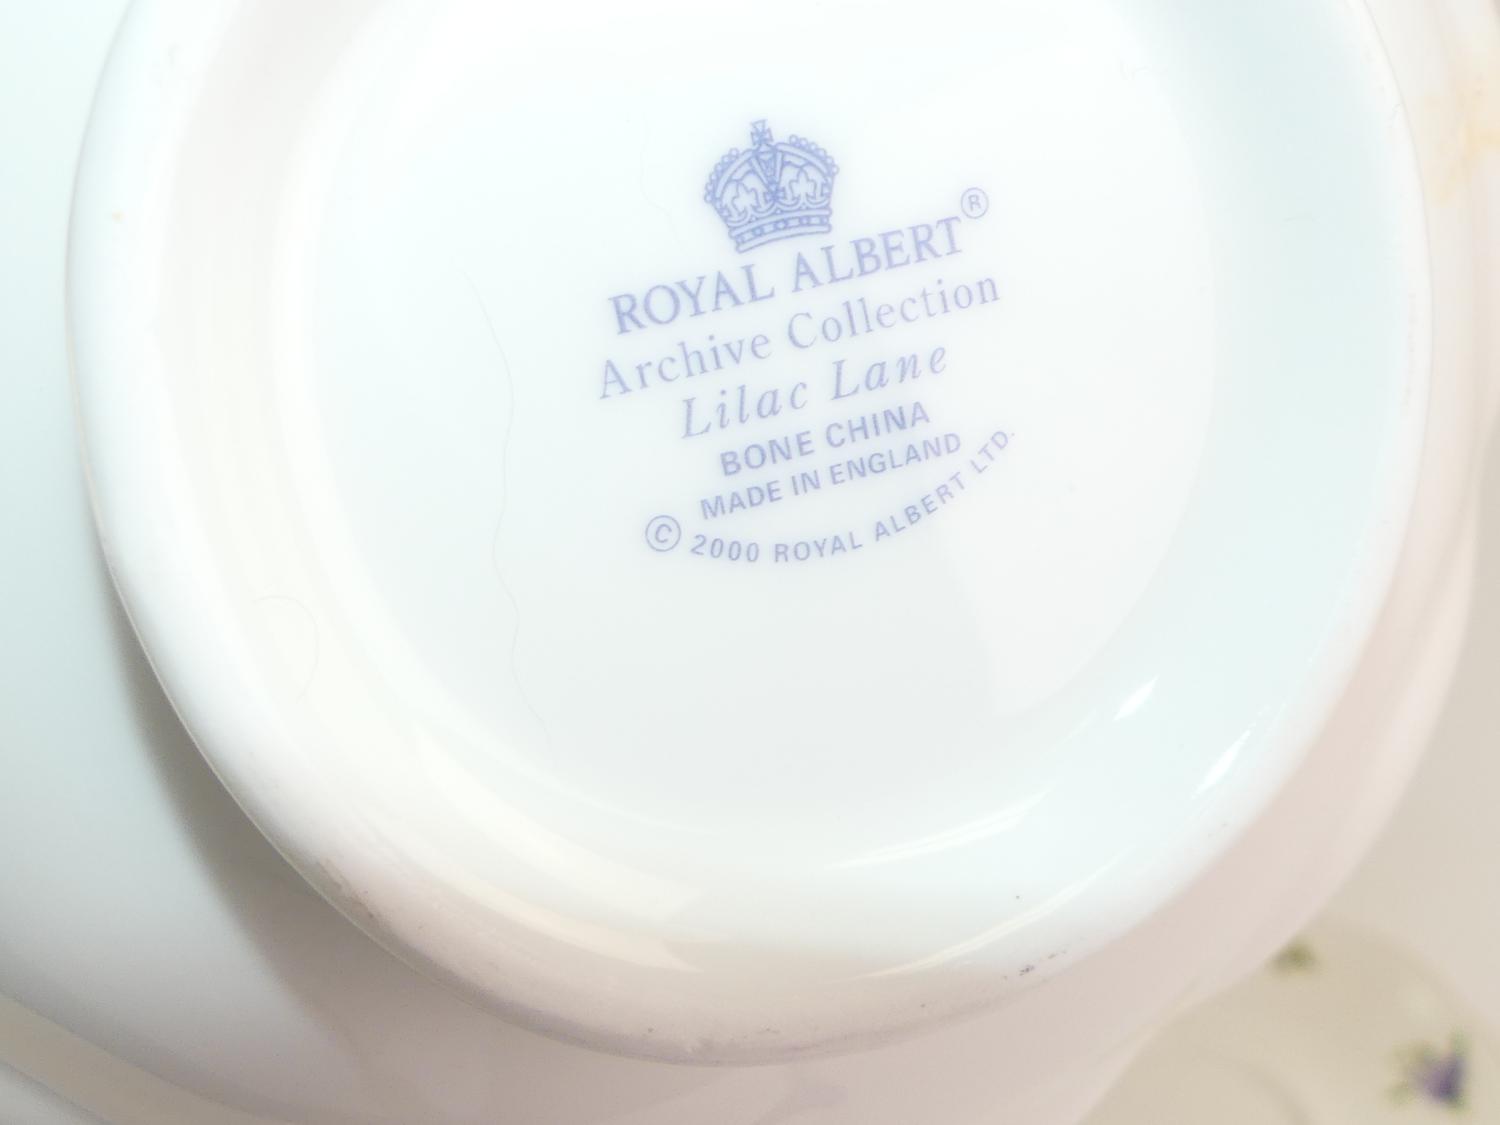 ROYAL ALBERT®
Archive Collection
Lilac Lane
BONE CHINA
MADE IN ENGLAND
© 2000 ROYAL ALBERT LTD.